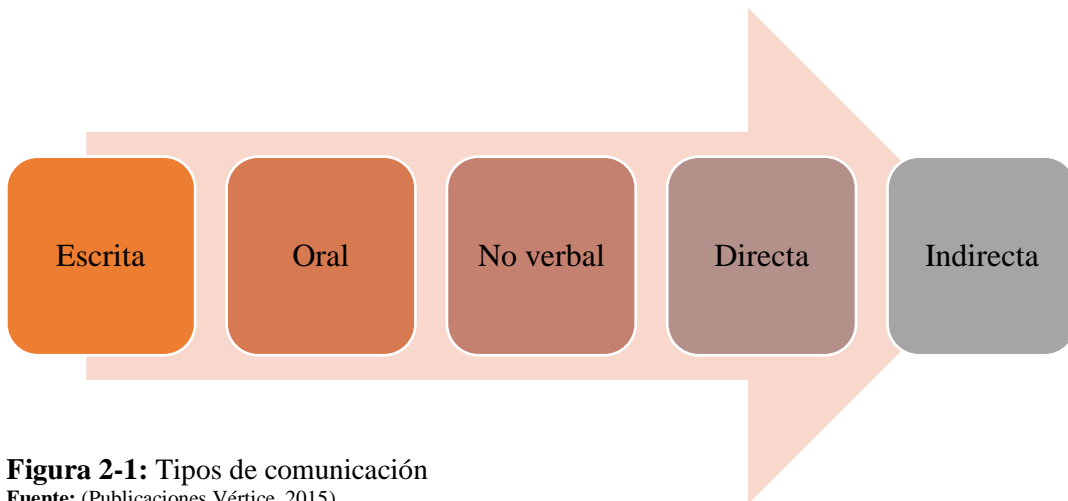 Escrita
Oral
No verbal
Directa
Indirecta
Figura 2-1: Tipos de comunicación
Fuente: (Publicaciones Vértice, 2015)